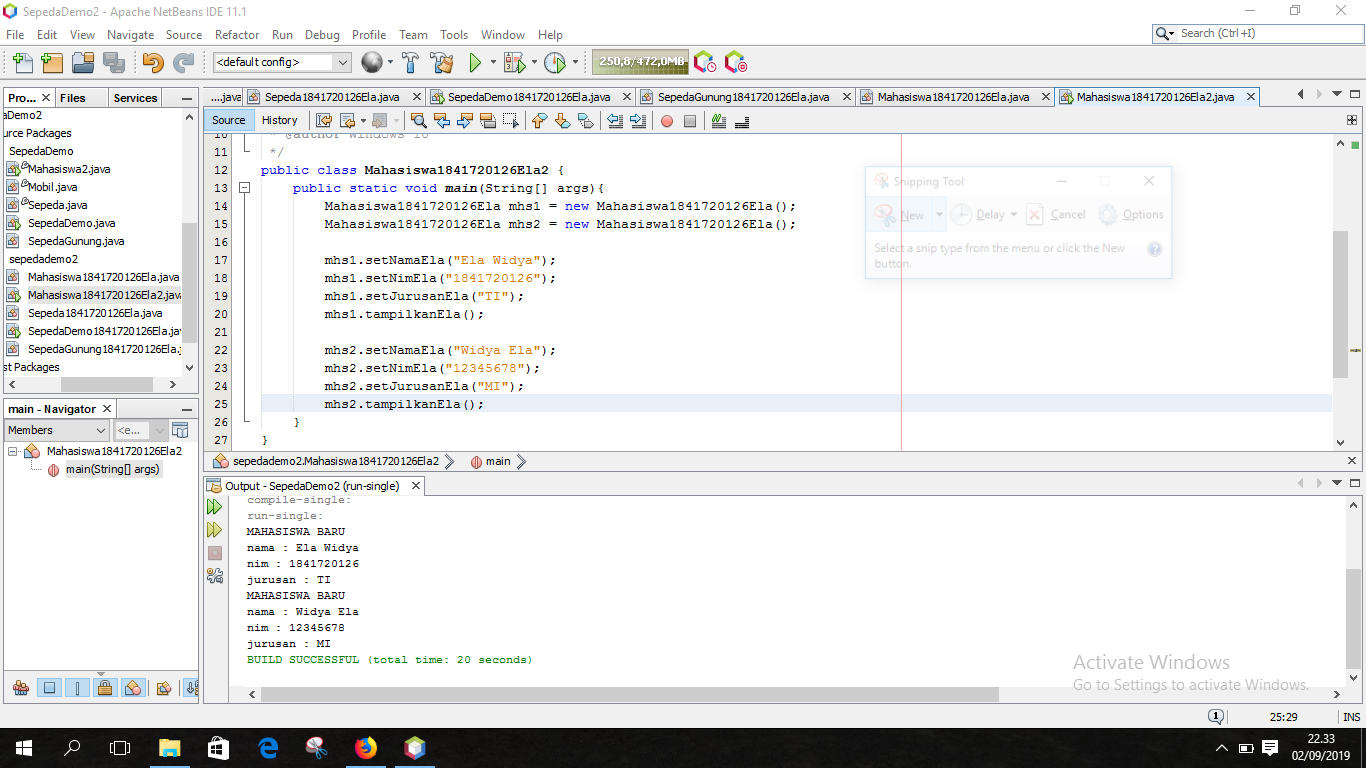 SepedaDemo2 - Apache NetBeans IDE 11.1
File Edit View Navigate Source Refactor Run Debug Profile Team Tools Window Help
Search (Ctrl+I)
<default config>
250,8/472,0MB
Pro... Files Services
...java Sepeda1841720126Ela.java SepedaDemo1841720126Ela.java SepedaGunung1841720126Ela.java Mahasiswa1841720126Ela.java Mahasiswa1841720126Ela2.java
Source History
aDemo2
urce Packages
SepedaDemo
Mahasiswa2.java
Mobil.java
Sepeda.java
SepedaDemo.java
SepedaGunung.java
sepedademo2
Mahasiswa1841720126Ela.java
Mahasiswa1841720126Ela2.java
Sepeda1841720126Ela.java
SepedaDemo1841720126Ela.jav
SepedaGunung1841720126Ela.j
st Packages
10 * @author Windows 10
11 */
12 public class Mahasiswa1841720126Ela2 {
13 public static void main(String[] args){
14 Mahasiswa1841720126Ela mhs1 = new Mahasiswa1841720126Ela();
15 Mahasiswa1841720126Ela mhs2 = new Mahasiswa1841720126Ela();
16
17 mhs1.setNamaEla("Ela Widya");
18 mhs1.setNimEla("1841720126");
19 mhs1.setJurusanEla("TI");
20 mhs1.tampilkanEla();
21
22 mhs2.setNamaEla("Widya Ela");
23 mhs2.setNimEla("12345678");
24 mhs2.setJurusanEla("MI");
25 mhs2.tampilkanEla();
26 }
27 }
Snipping Tool
New Delay Cancel Options
Select a snip type from the menu or click the New
button.
sepedademo2.Mahasiswa1841720126Ela2 main
main - Navigator
Members <e...
Mahasiswa1841720126Ela2
main(String[] args)
Output - SepedaDemo2 (run-single)
compile-single:
run-single:
MAHASISWA BARU
nama : Ela Widya
nim : 1841720126
jurusan : TI
MAHASISWA BARU
nama : Widya Ela
nim : 12345678
jurusan : MI
BUILD SUCCESSFUL (total time: 20 seconds)
Activate Windows
Go to Settings to activate Windows.
1 25:29 INS
22.33
02/09/2019